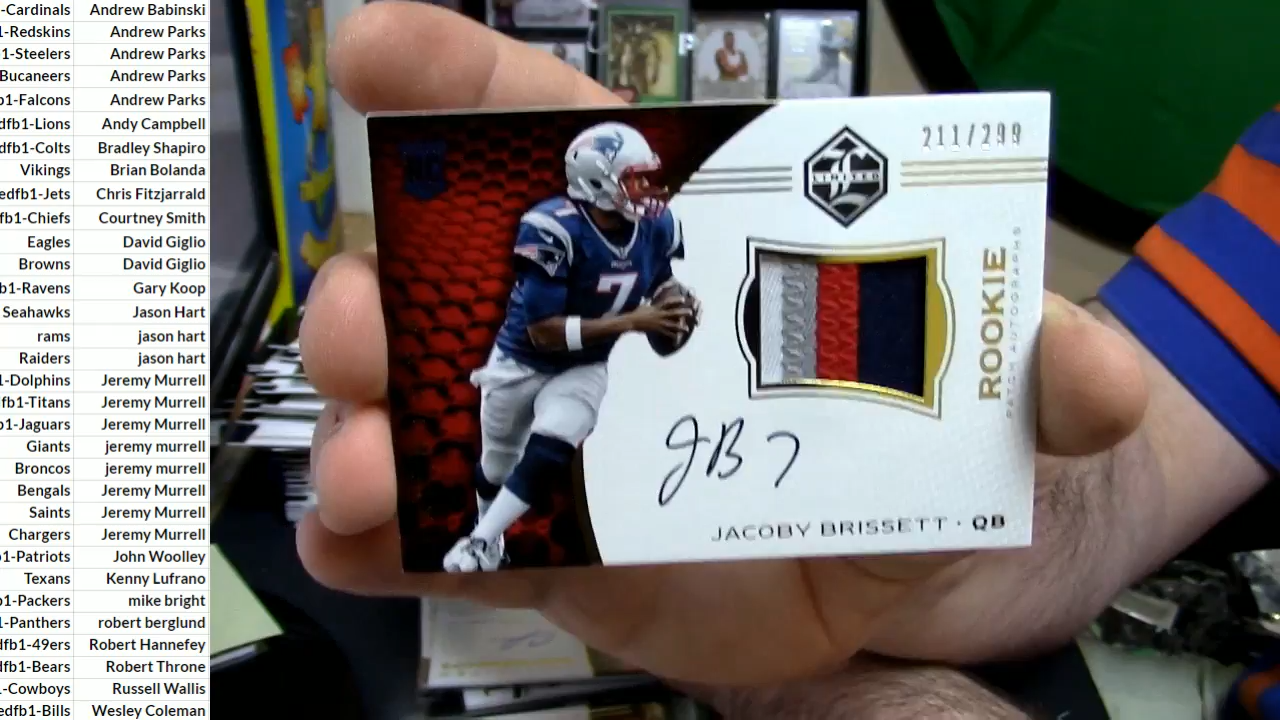 -Cardinals Andrew Babinski
1-Redskins Andrew Parks
1-Steelers Andrew Parks
Bucaneers Andrew Parks
b1-Falcons Andrew Parks
dfb1-Lions Andy Campbell
dfb1-Colts Bradley Shapiro
Vikings Brian Bolanda
edfb1-Jets Chris Fitzjarrald
fb1-Chiefs Courtney Smith
Eagles David Giglio
Browns David Giglio
b1-Ravens Gary Koop
Seahawks Jason Hart
rams jason hart
Raiders jason hart
1-Dolphins Jeremy Murrell
fb1-Titans Jeremy Murrell
b1-Jaguars Jeremy Murrell
Giants jeremy murrell
Broncos jeremy murrell
Bengals Jeremy Murrell
Saints Jeremy Murrell
Chargers Jeremy Murrell
b1-Patriots John Woolley
Texans Kenny Lufrano
b1-Packers mike bright
1-Panthers robert berglund
dfb1-49ers Robert Hannefey
dfb1-Bears Robert Throne
-Cowboys Russell Wallis
edfb1-Bills Wesley Coleman
211/299
LIMITED
7
ROOKIE
PATCH AUTOGRAPHS
JB 7
JACOBY BRISSETT · QB